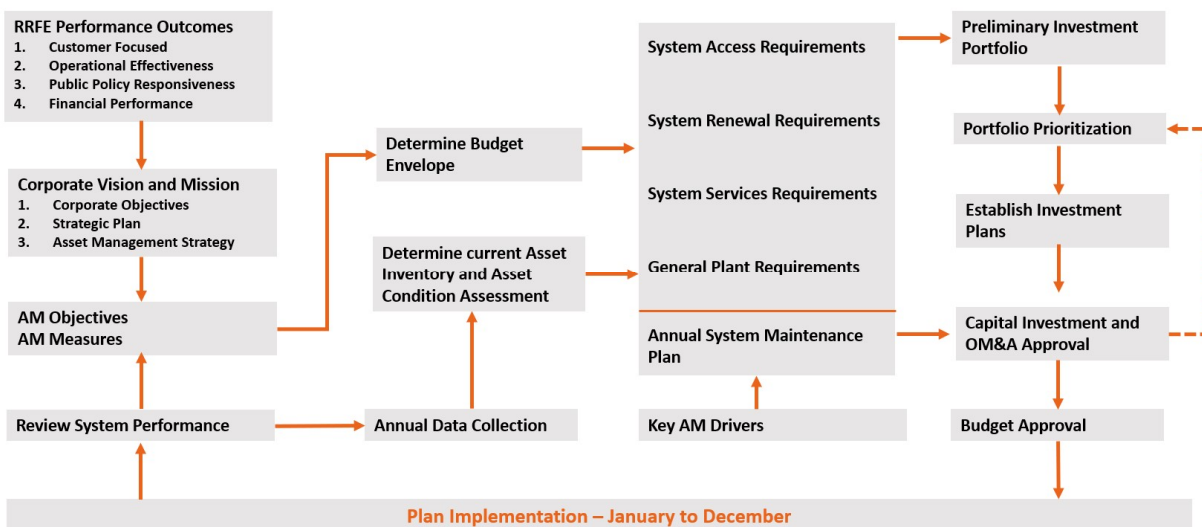 RRFE Performance Outcomes
1. Customer Focused
2. Operational Effectiveness
3. Public Policy Responsiveness
4. Financial Performance
Corporate Vision and Mission
1. Corporate Objectives
2. Strategic Plan
3. Asset Management Strategy
AM Objectives
AM Measures
Review System Performance
Determine Budget
Envelope
Determine current Asset
Inventory and Asset
Condition Assessment
Annual Data Collection
System Access Requirements
System Renewal Requirements
System Services Requirements
General Plant Requirements
Annual System Maintenance
Plan
Key AM Drivers
Preliminary Investment
Portfolio
Portfolio Prioritization
Establish Investment
Plans
Capital Investment and
OM&A Approval
Budget Approval
Plan Implementation – January to December